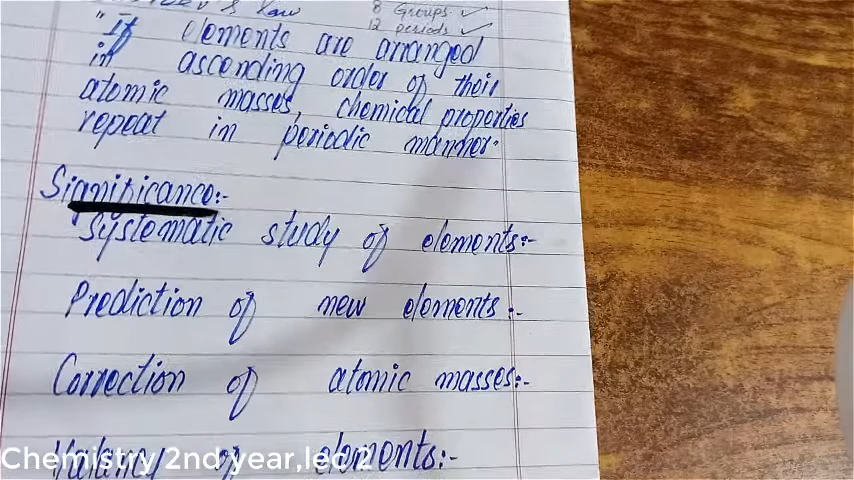 Law 8 Groups ✓
12 periods ✓
"If elements are arranged
in ascending order of their
atomic masses, chemical properties
repeat in periodic manner."
Significance:-
Systematic study of elements:-
Prediction of new elements:-
Correction of atomic masses:-
Valency of elements:-
Chemistry 2nd year,lec 2